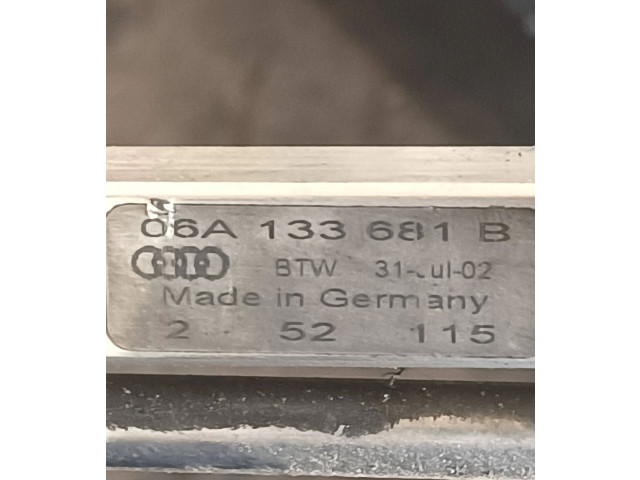 06A 133 681 B
BTW 31-Jul-02
Made in Germany
2 52 115